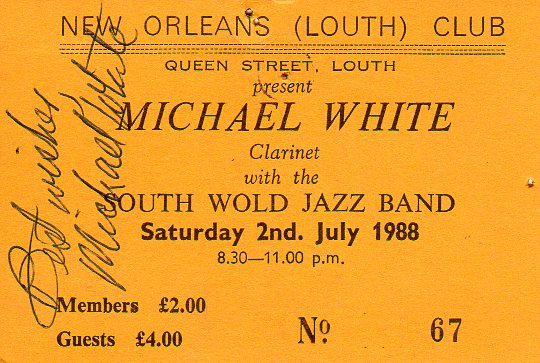 NEW ORLEANS (LOUTH) CLUB
QUEEN STREET, LOUTH
present
MICHAEL WHITE
Clarinet
with the
SOUTH WOLD JAZZ BAND
Saturday 2nd. July 1988
8.30—11.00 p.m.
Members £2.00
Guests £4.00
No. 67
Best wishes,
Michael White